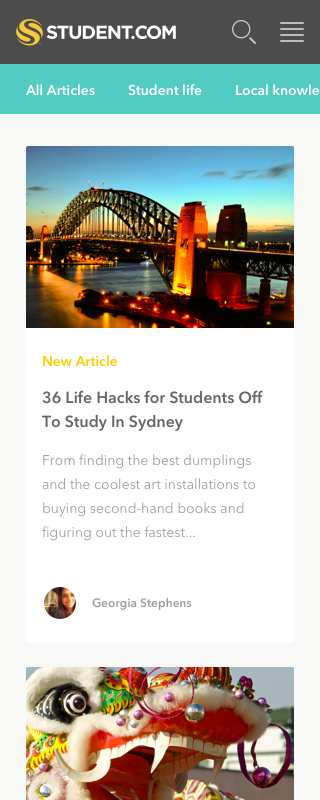 STUDENT.COM
All Articles Student life Local knowle
New Article
36 Life Hacks for Students Off
To Study In Sydney
From finding the best dumplings
and the coolest art installations to
buying second-hand books and
figuring out the fastest...
Georgia Stephens